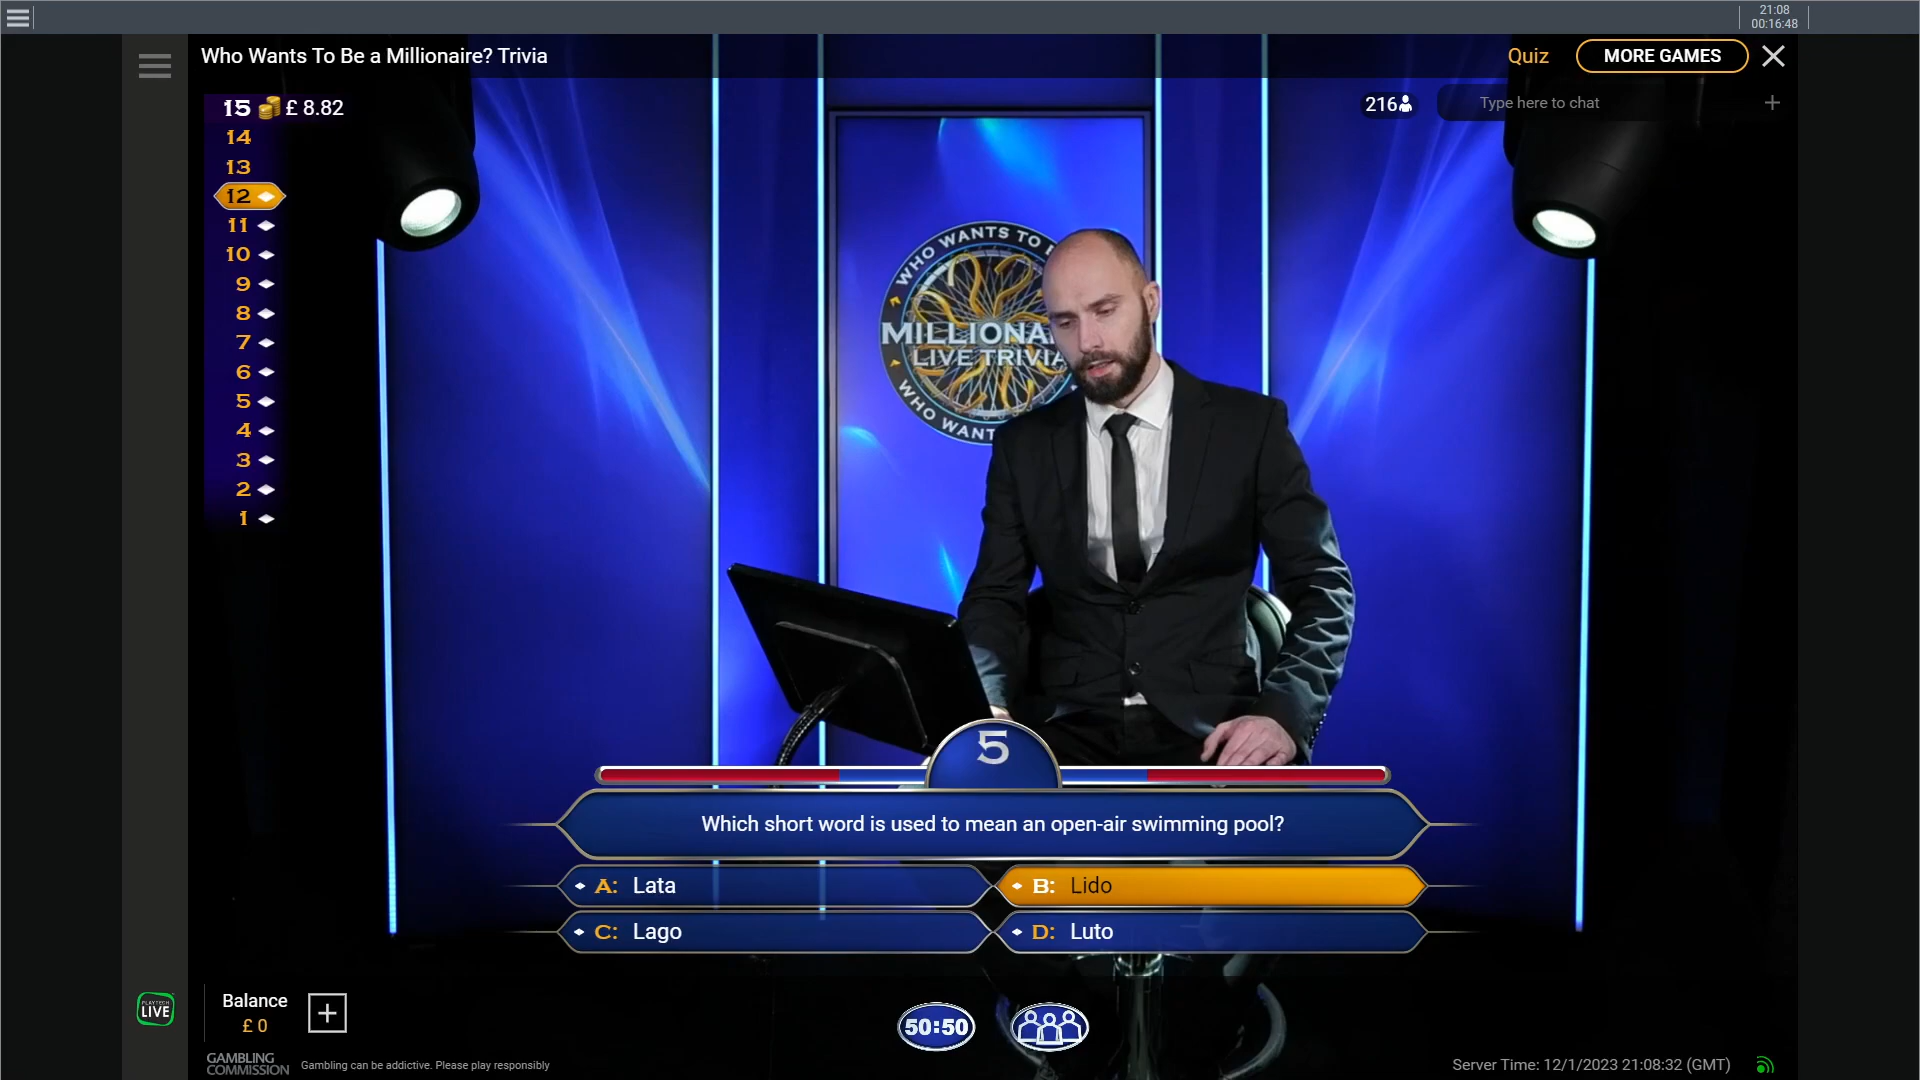 21:08
00:16:48
Who Wants To Be a Millionaire? Trivia
Quiz
MORE GAMES
15 £ 8.82
216
Type here to chat
14
13
12
11
10
9
8
7
6
5
4
3
2
1
WHO WANTS TO
MILLIONA
LIVE TRIVIA
WHO WANT
5
Which short word is used to mean an open-air swimming pool?
A: Lata
B: Lido
C: Lago
D: Luto
PLAYTECH
LIVE
Balance
£ 0
50:50
GAMBLING
COMMISSION
Gambling can be addictive. Please play responsibly
Server Time: 12/1/2023 21:08:32 (GMT)